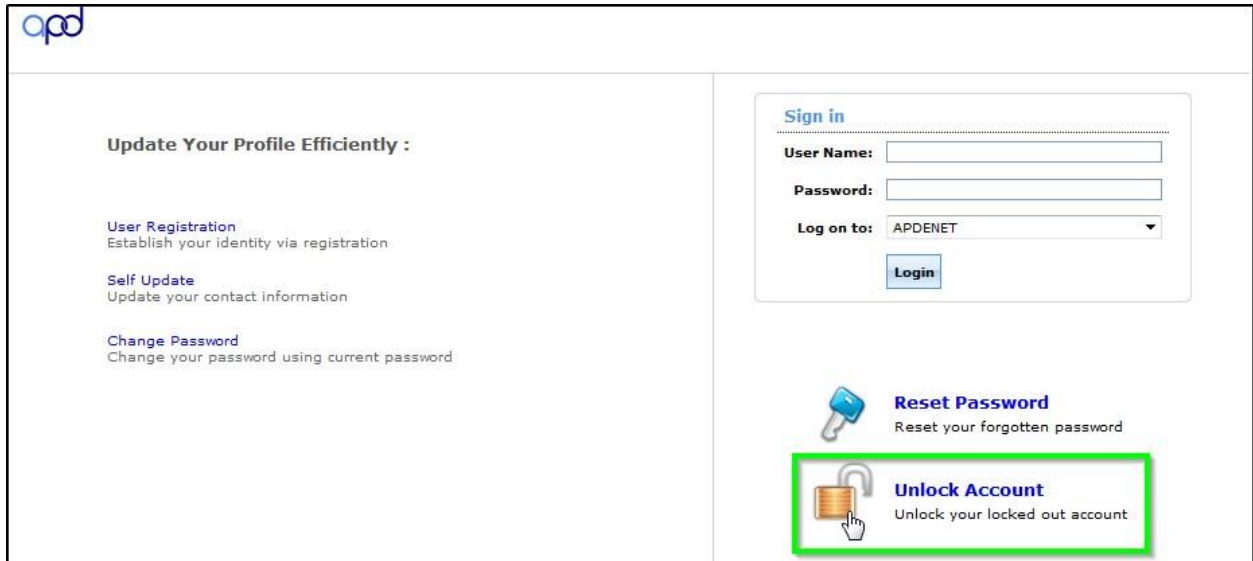 apd
Update Your Profile Efficiently :
User Registration
Establish your identity via registration
Self Update
Update your contact information
Change Password
Change your password using current password
Sign in
User Name:
Password:
Log on to: APDENET
Login
Reset Password
Reset your forgotten password
Unlock Account
Unlock your locked out account